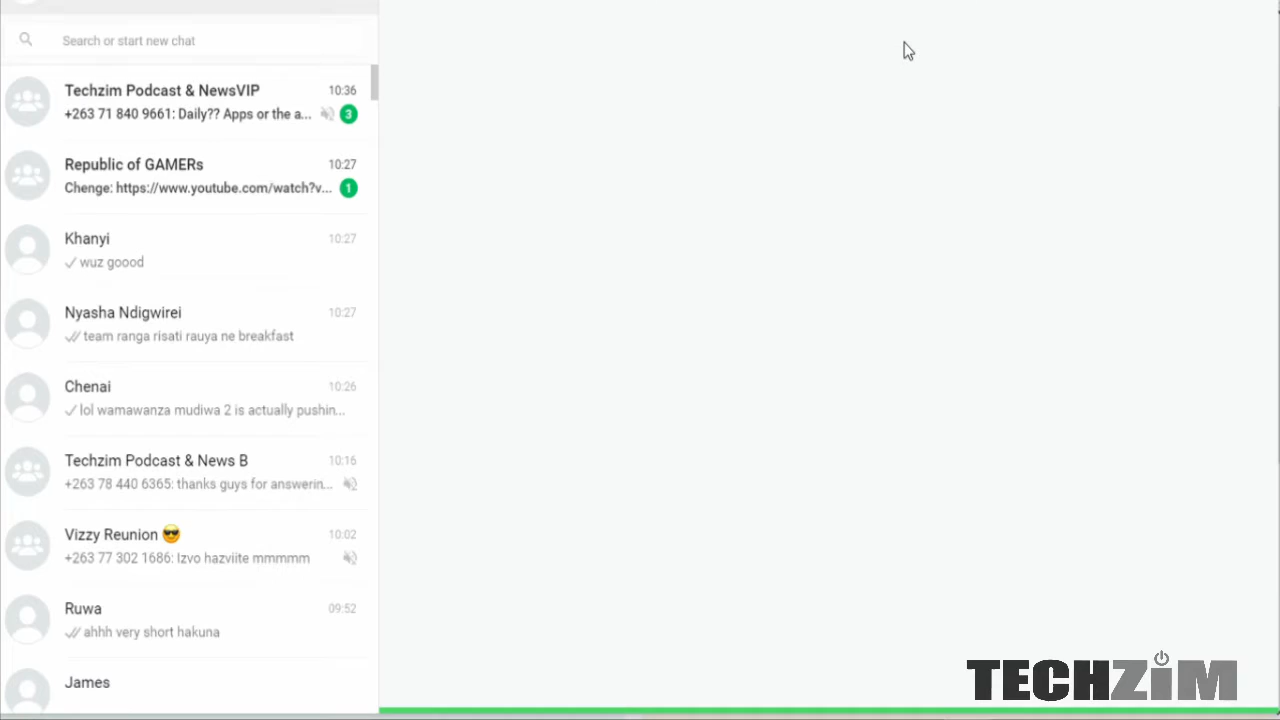 Search or start new chat
Techzim Podcast & NewsVIP 10:36
+263 71 840 9661: Daily?? Apps or the a... 3
Republic of GAMERs 10:27
Chenge: https://www.youtube.com/watch?v... 1
Khanyi 10:27
wuz goood
Nyasha Ndigwirei 10:27
team ranga risati rauya ne breakfast
Chenai 10:26
lol wamawanza mudiwa 2 is actually pushin...
Techzim Podcast & News B 10:16
+263 78 440 6365: thanks guys for answerin...
Vizzy Reunion 😎 10:02
+263 77 302 1686: Izvo hazviite mmmmm
Ruwa 09:52
ahhh very short hakuna
James
TECHZiM